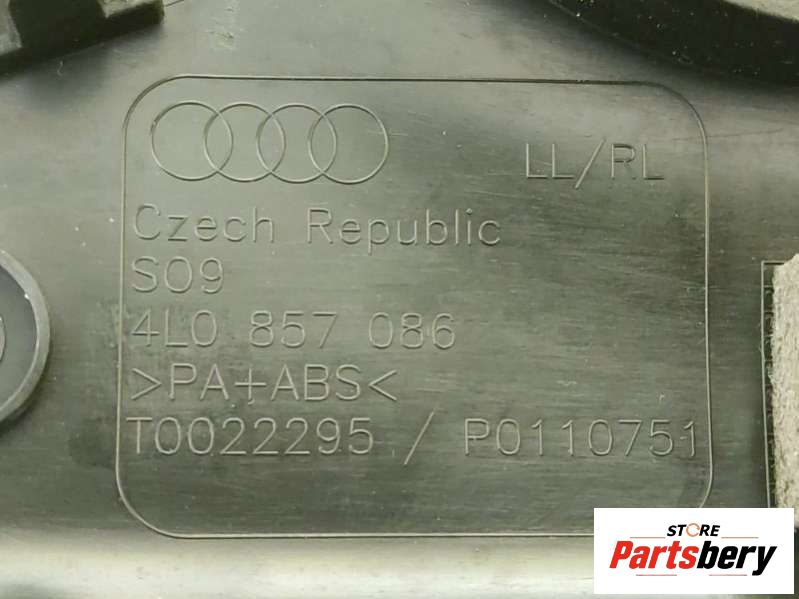 LL/RL
Czech Republic
S09
4L0 857 086
>PA+ABS<
T0022295 / P0110751
STORE
Partsbery